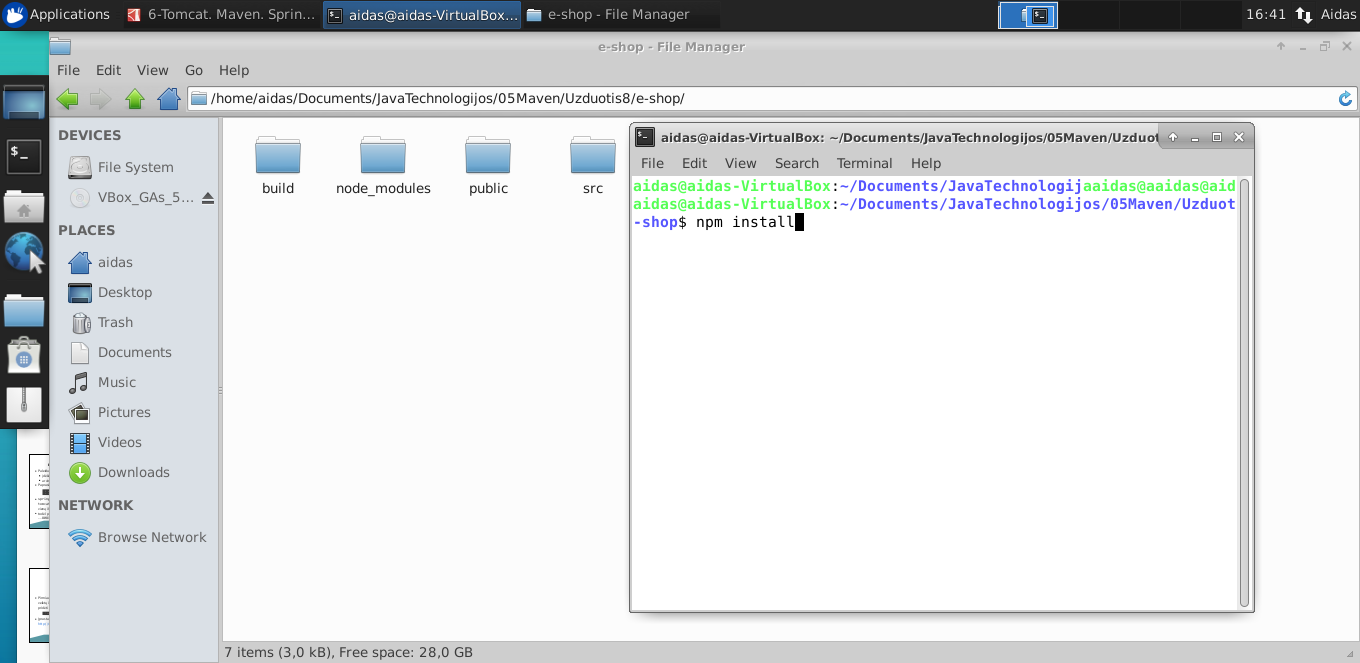 Applications
6-Tomcat. Maven. Sprin...
aidas@aidas-VirtualBox...
e-shop - File Manager
16:41
Aidas
e-shop - File Manager
File Edit View Go Help
/home/aidas/Documents/JavaTechnologijos/05Maven/Uzduotis8/e-shop/
DEVICES
File System
VBox_GAs_5...
PLACES
aidas
Desktop
Trash
Documents
Music
Pictures
Videos
Downloads
NETWORK
Browse Network
build
node_modules
public
src
aidas@aidas-VirtualBox: ~/Documents/JavaTechnologijos/05Maven/Uzduot
File Edit View Search Terminal Help
aidas@aidas-VirtualBox:~/Documents/JavaTechnologijaaidas@aaidas@aid
aidas@aidas-VirtualBox:~/Documents/JavaTechnologijos/05Maven/Uzduot
-shop$ npm install
7 items (3,0 kB), Free space: 28,0 GB